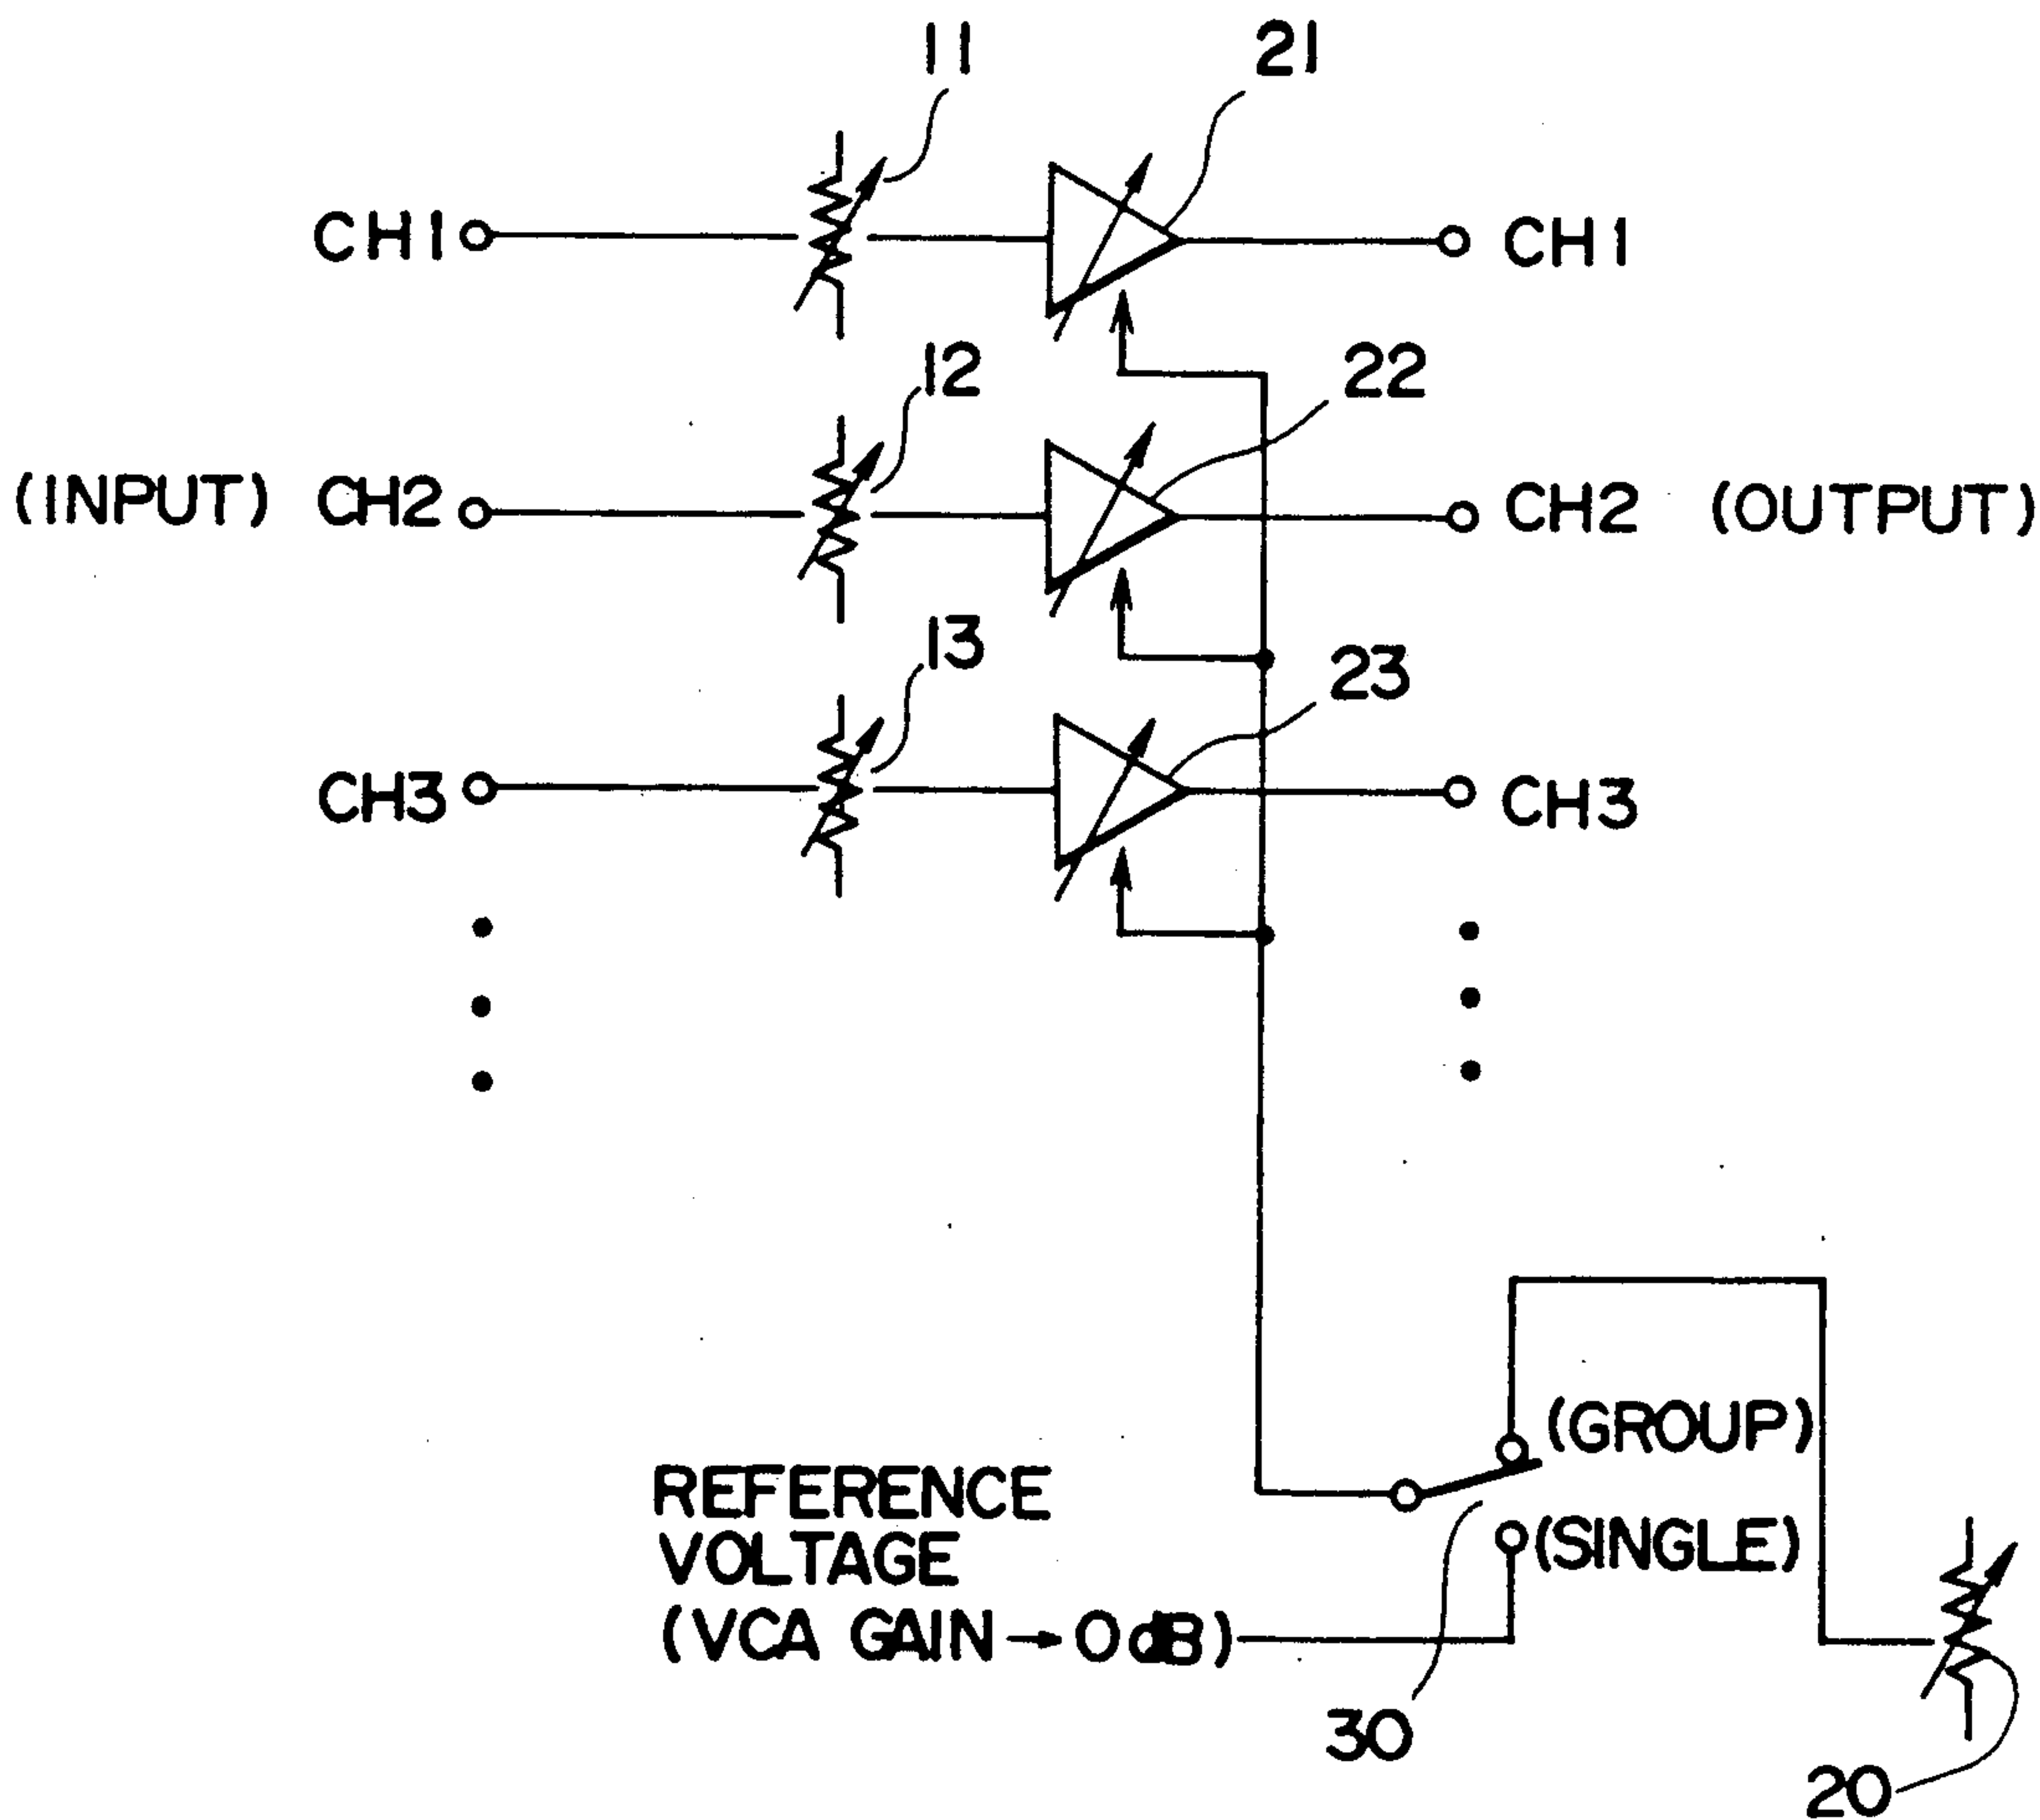 11
21
CH1
CH1
12
22
(INPUT) CH2
CH2 (OUTPUT)
13
23
CH3
CH3
(GROUP)
REFERENCE
VOLTAGE
(VCA GAIN → 0dB)
(SINGLE)
30
20